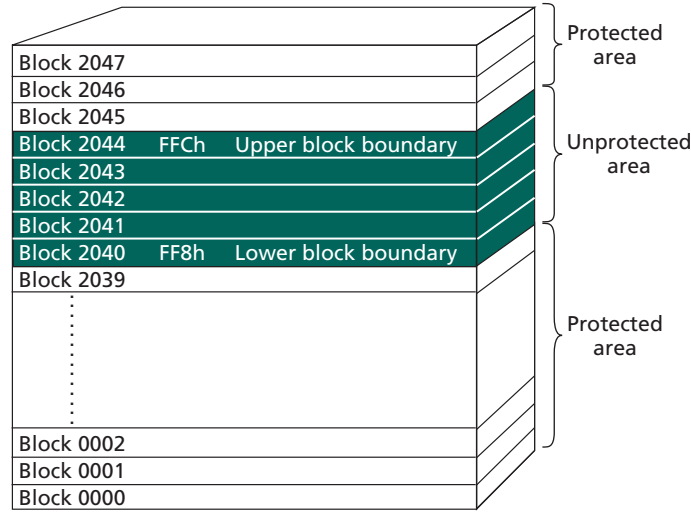 Block 2047
Protected area
Block 2046
Block 2045
Block 2044 FFCh Upper block boundary
Block 2043
Unprotected area
Block 2042
Block 2041
Block 2040 FF8h Lower block boundary
Block 2039
Protected area
Block 0002
Block 0001
Block 0000